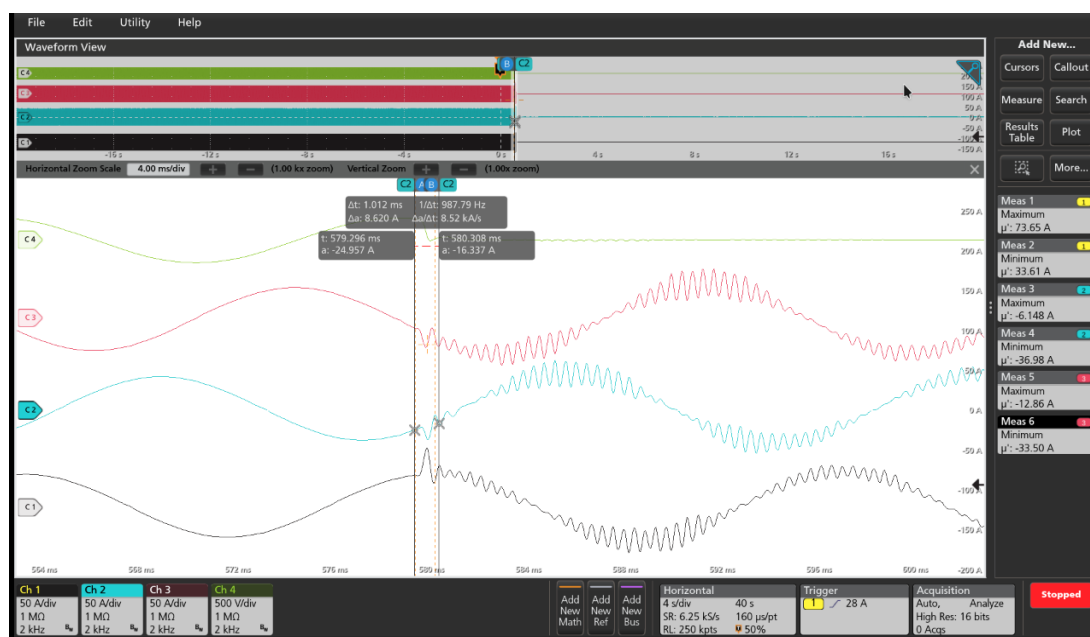 File Edit Utility Help
Waveform View
Add New...
Cursors Callout
Measure Search
Results Table Plot
More...
C4
C3
C2
C1
B C2
150 A
100 A
50 A
0 A
-50 A
-100 A
-150 A
-16 s -12 s -8 s -4 s 0 s 4 s 8 s 12 s 16 s
Horizontal Zoom Scale 4.00 ms/div + - (1.00 kx zoom) Vertical Zoom + - (1.00x zoom)
C2 A B C2
Δt: 1.012 ms 1/Δt: 987.79 Hz
Δa: 8.620 A Δa/Δt: 8.52 kA/s
t: 579.296 ms
a: -24.957 A
t: 580.308 ms
a: -16.337 A
C4
C3
C2
C1
250 A
200 A
150 A
100 A
0 A
-50 A
-100 A
-150 A
-200 A
564 ms 568 ms 572 ms 576 ms 580 ms 584 ms 588 ms 592 ms 596 ms 600 ms
Meas 1 1
Maximum
μ': 73.65 A
Meas 2 1
Minimum
μ': 33.61 A
Meas 3 2
Maximum
μ': -6.148 A
Meas 4 2
Minimum
μ': -36.98 A
Meas 5 3
Maximum
μ': -12.86 A
Meas 6 3
Minimum
μ': -33.50 A
Ch 1
50 A/div
1 MΩ
2 kHz
Ch 2
50 A/div
1 MΩ
2 kHz
Ch 3
50 A/div
1 MΩ
2 kHz
Ch 4
500 V/div
1 MΩ
2 kHz
Add New Math
Add New Ref
Add New Bus
Horizontal
4 s/div 40 s
SR: 6.25 kS/s 160 μs/pt
RL: 250 kpts 50%
Trigger
1 28 A
Acquisition
Auto, Analyze
High Res: 16 bits
0 Acqs
Stopped